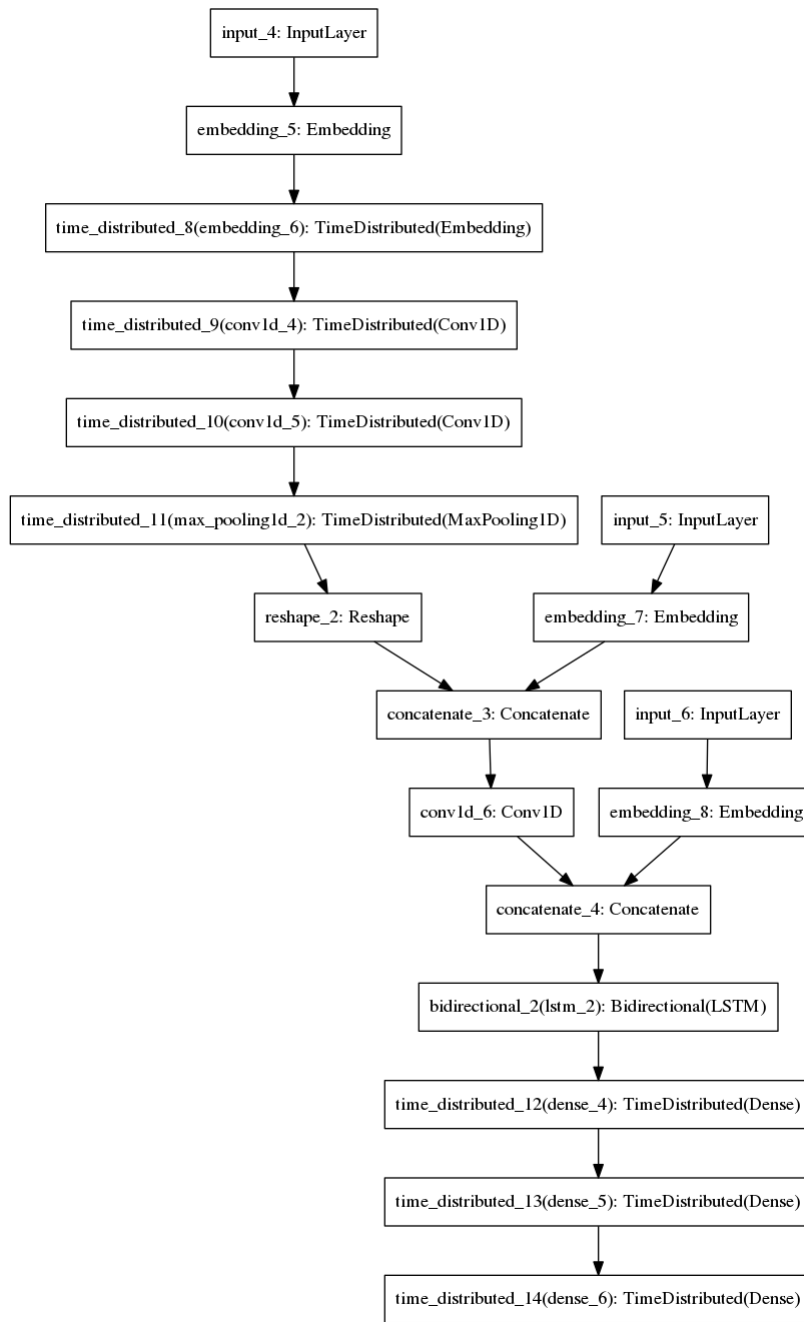 input_4: InputLayer
embedding_5: Embedding
time_distributed_8(embedding_6): TimeDistributed(Embedding)
time_distributed_9(conv1d_4): TimeDistributed(Conv1D)
time_distributed_10(conv1d_5): TimeDistributed(Conv1D)
time_distributed_11(max_pooling1d_2): TimeDistributed(MaxPooling1D)
input_5: InputLayer
reshape_2: Reshape
embedding_7: Embedding
concatenate_3: Concatenate
input_6: InputLayer
conv1d_6: Conv1D
embedding_8: Embedding
concatenate_4: Concatenate
bidirectional_2(lstm_2): Bidirectional(LSTM)
time_distributed_12(dense_4): TimeDistributed(Dense)
time_distributed_13(dense_5): TimeDistributed(Dense)
time_distributed_14(dense_6): TimeDistributed(Dense)